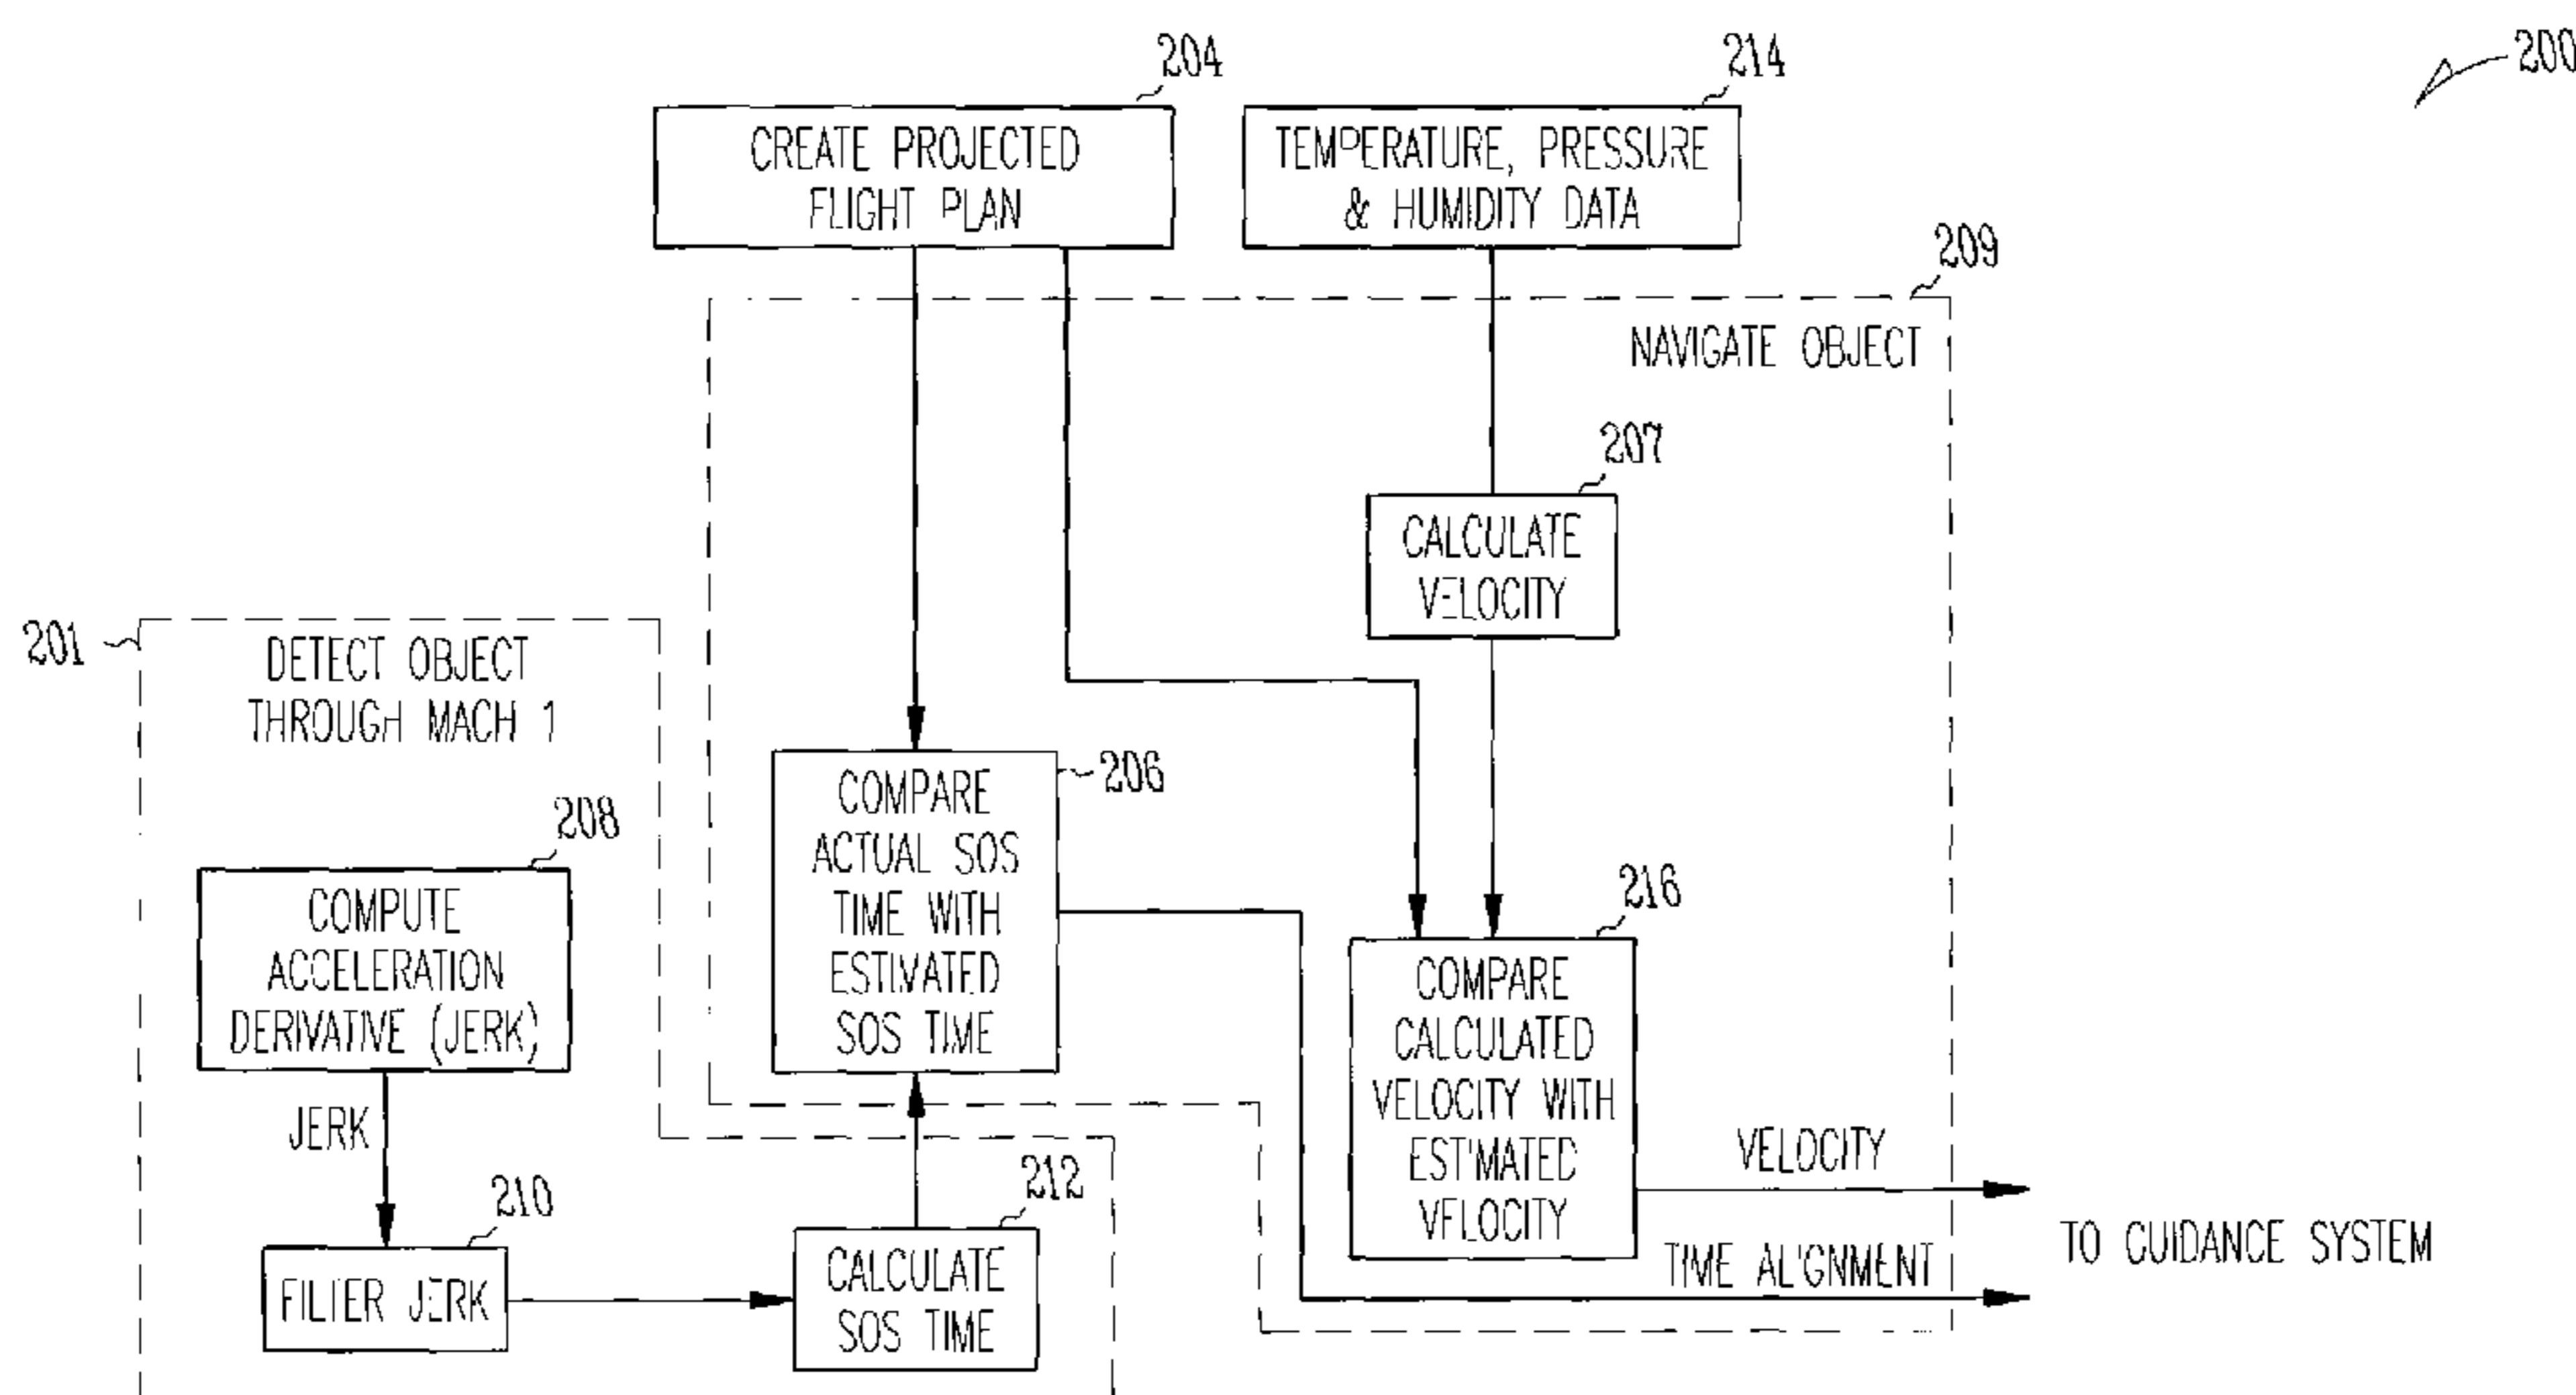 200
204
CREATE PROJECTED
FLIGHT PLAN
214
TEMPERATURE, PRESSURE
& HUMIDITY DATA
209
NAVIGATE OBJECT
207
CALCULATE
VELOCITY
201
DETECT OBJECT
THROUGH MACH 1
206
COMPARE
ACTUAL SOS
TIME WITH
ESTIMATED
SOS TIME
208
COMPUTE
ACCELERATION
DERIVATIVE (JERK)
JERK
216
COMPARE
CALCULATED
VELOCITY WITH
ESTIMATED
VELOCITY
VELOCITY
TIME ALIGNMENT
TO GUIDANCE SYSTEM
210
FILTER JERK
212
CALCULATE
SOS TIME